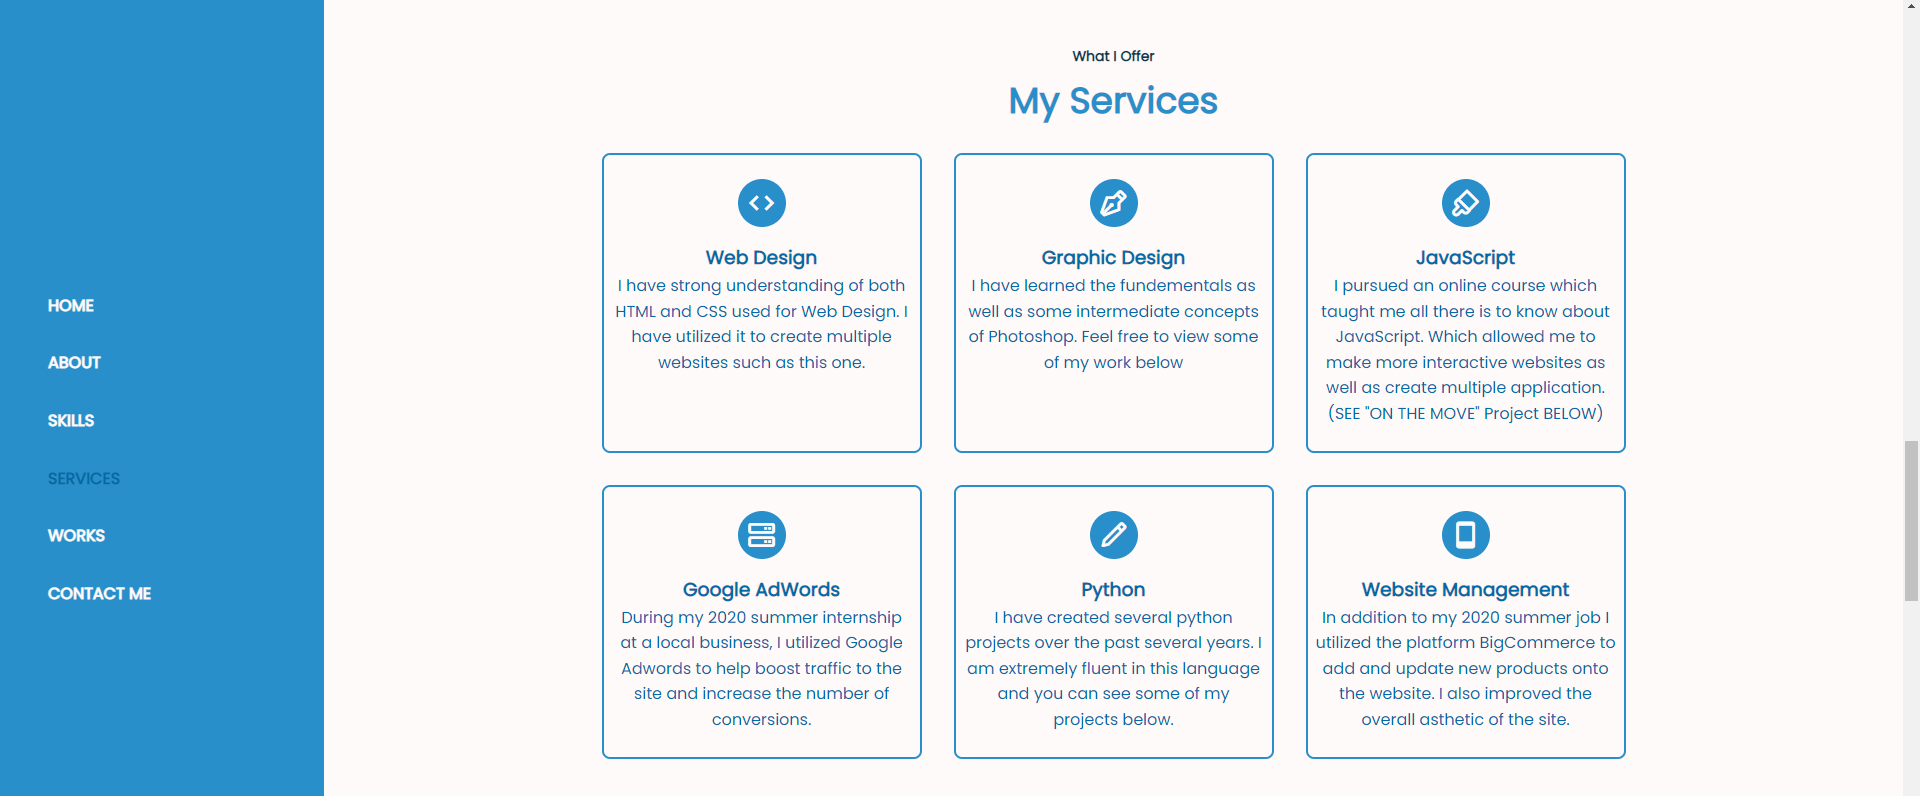 HOME
ABOUT
SKILLS
SERVICES
WORKS
CONTACT ME
What I Offer
My Services
Web Design
I have strong understanding of both
HTML and CSS used for Web Design. I
have utilized it to create multiple
websites such as this one.
Graphic Design
I have learned the fundementals as
well as some intermediate concepts
of Photoshop. Feel free to view some
of my work below
JavaScript
I pursued an online course which
taught me all there is to know about
JavaScript. Which allowed me to
make more interactive websites as
well as create multiple application.
(SEE "ON THE MOVE" Project BELOW)
Google AdWords
During my 2020 summer internship
at a local business, I utilized Google
Adwords to help boost traffic to the
site and increase the number of
conversions.
Python
I have created several python
projects over the past several years. I
am extremely fluent in this language
and you can see some of my
projects below.
Website Management
In addition to my 2020 summer job I
utilized the platform BigCommerce to
add and update new products onto
the website. I also improved the
overall asthetic of the site.